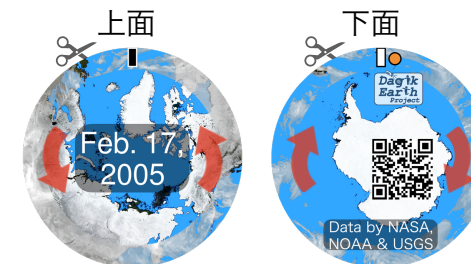 上面
下面
Feb. 17,
2005
Dagik
Earth
Project
Data by NASA,
NOAA & USGS